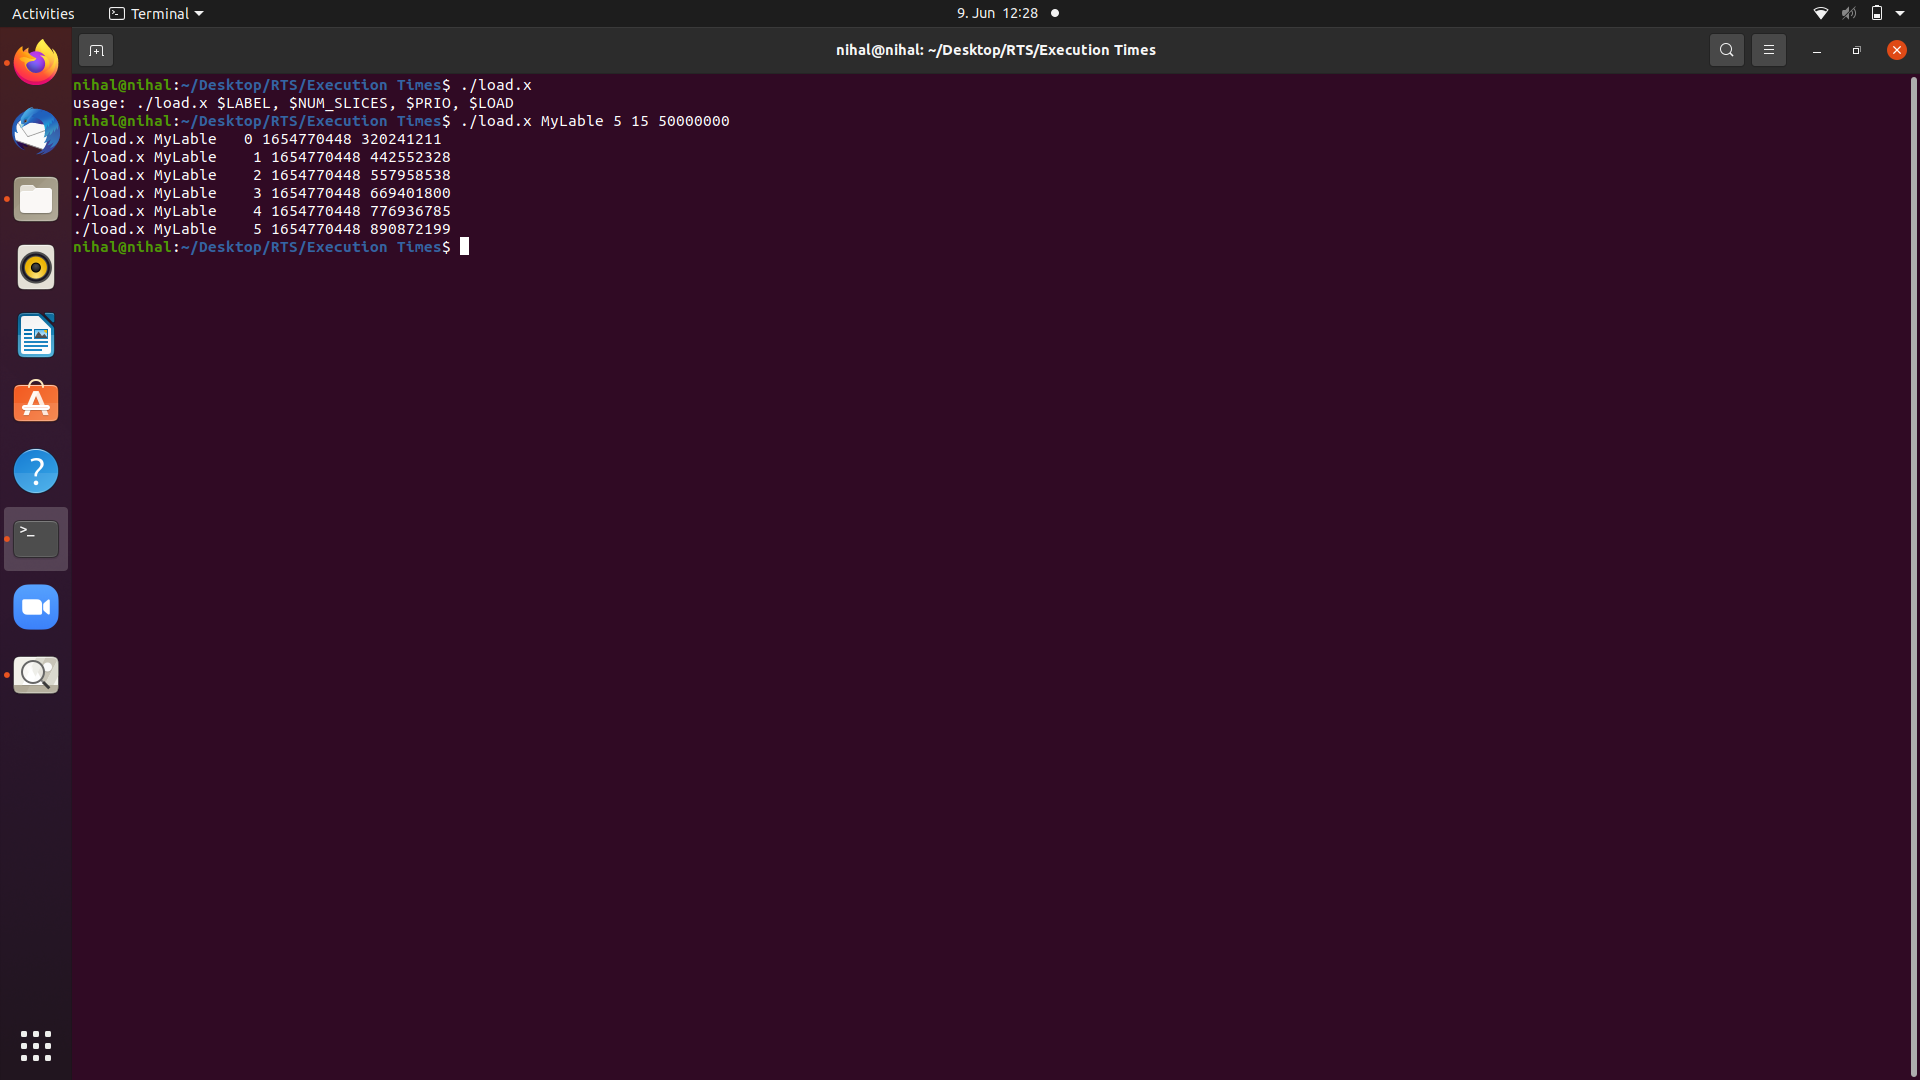 Activities Terminal 9. Jun 12:28
nihal@nihal: ~/Desktop/RTS/Execution Times
nihal@nihal:~/Desktop/RTS/Execution Times$ ./load.x
usage: ./load.x $LABEL, $NUM_SLICES, $PRIO, $LOAD
nihal@nihal:~/Desktop/RTS/Execution Times$ ./load.x MyLable 5 15 50000000
./load.x MyLable   0 1654770448 320241211
./load.x MyLable    1 1654770448 442552328
./load.x MyLable    2 1654770448 557958538
./load.x MyLable    3 1654770448 669401800
./load.x MyLable    4 1654770448 776936785
./load.x MyLable    5 1654770448 890872199
nihal@nihal:~/Desktop/RTS/Execution Times$